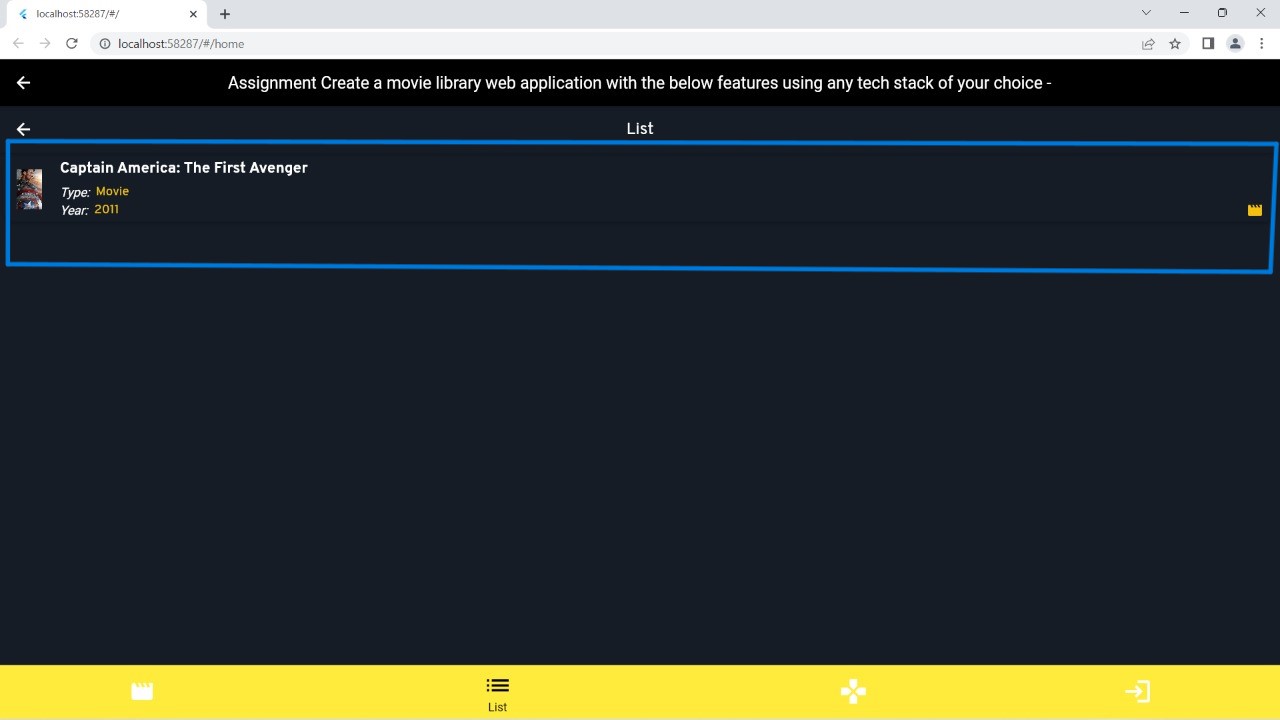 localhost:58287/#/
localhost:58287/#/home
Assignment Create a movie library web application with the below features using any tech stack of your choice -
List
Captain America: The First Avenger
Type: Movie
Year: 2011
List